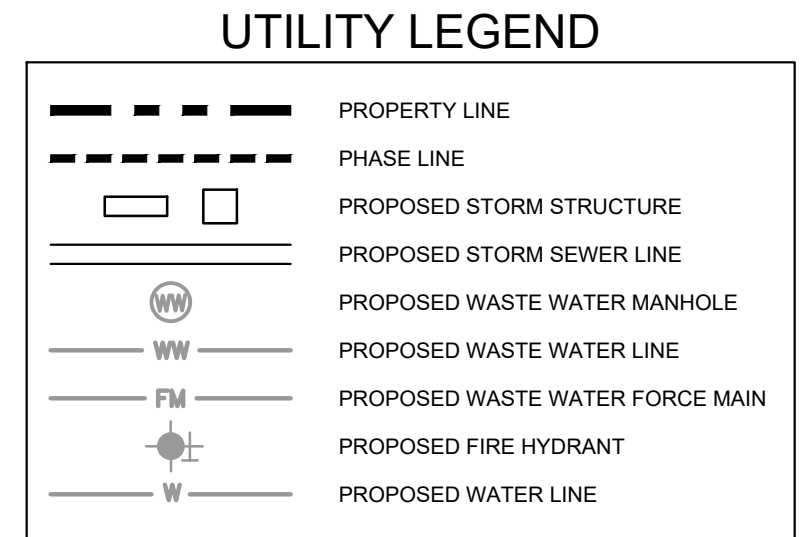 UTILITY LEGEND
PROPERTY LINE
PHASE LINE
PROPOSED STORM STRUCTURE
PROPOSED STORM SEWER LINE
WW PROPOSED WASTE WATER MANHOLE
WW PROPOSED WASTE WATER LINE
FM PROPOSED WASTE WATER FORCE MAIN
PROPOSED FIRE HYDRANT
W PROPOSED WATER LINE